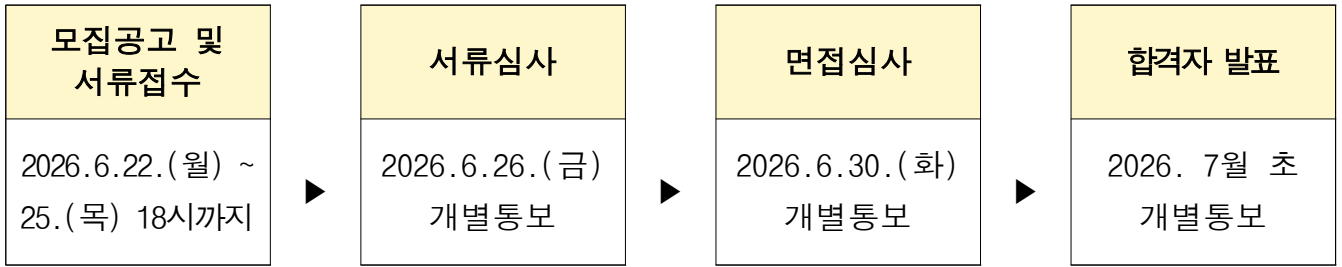 모집공고 및
서류접수
2026.6.22.(월) ~
25.(목) 18시까지
▶
서류심사
2026.6.26.(금)
개별통보
▶
면접심사
2026.6.30.(화)
개별통보
▶
합격자 발표
2026. 7월 초
개별통보